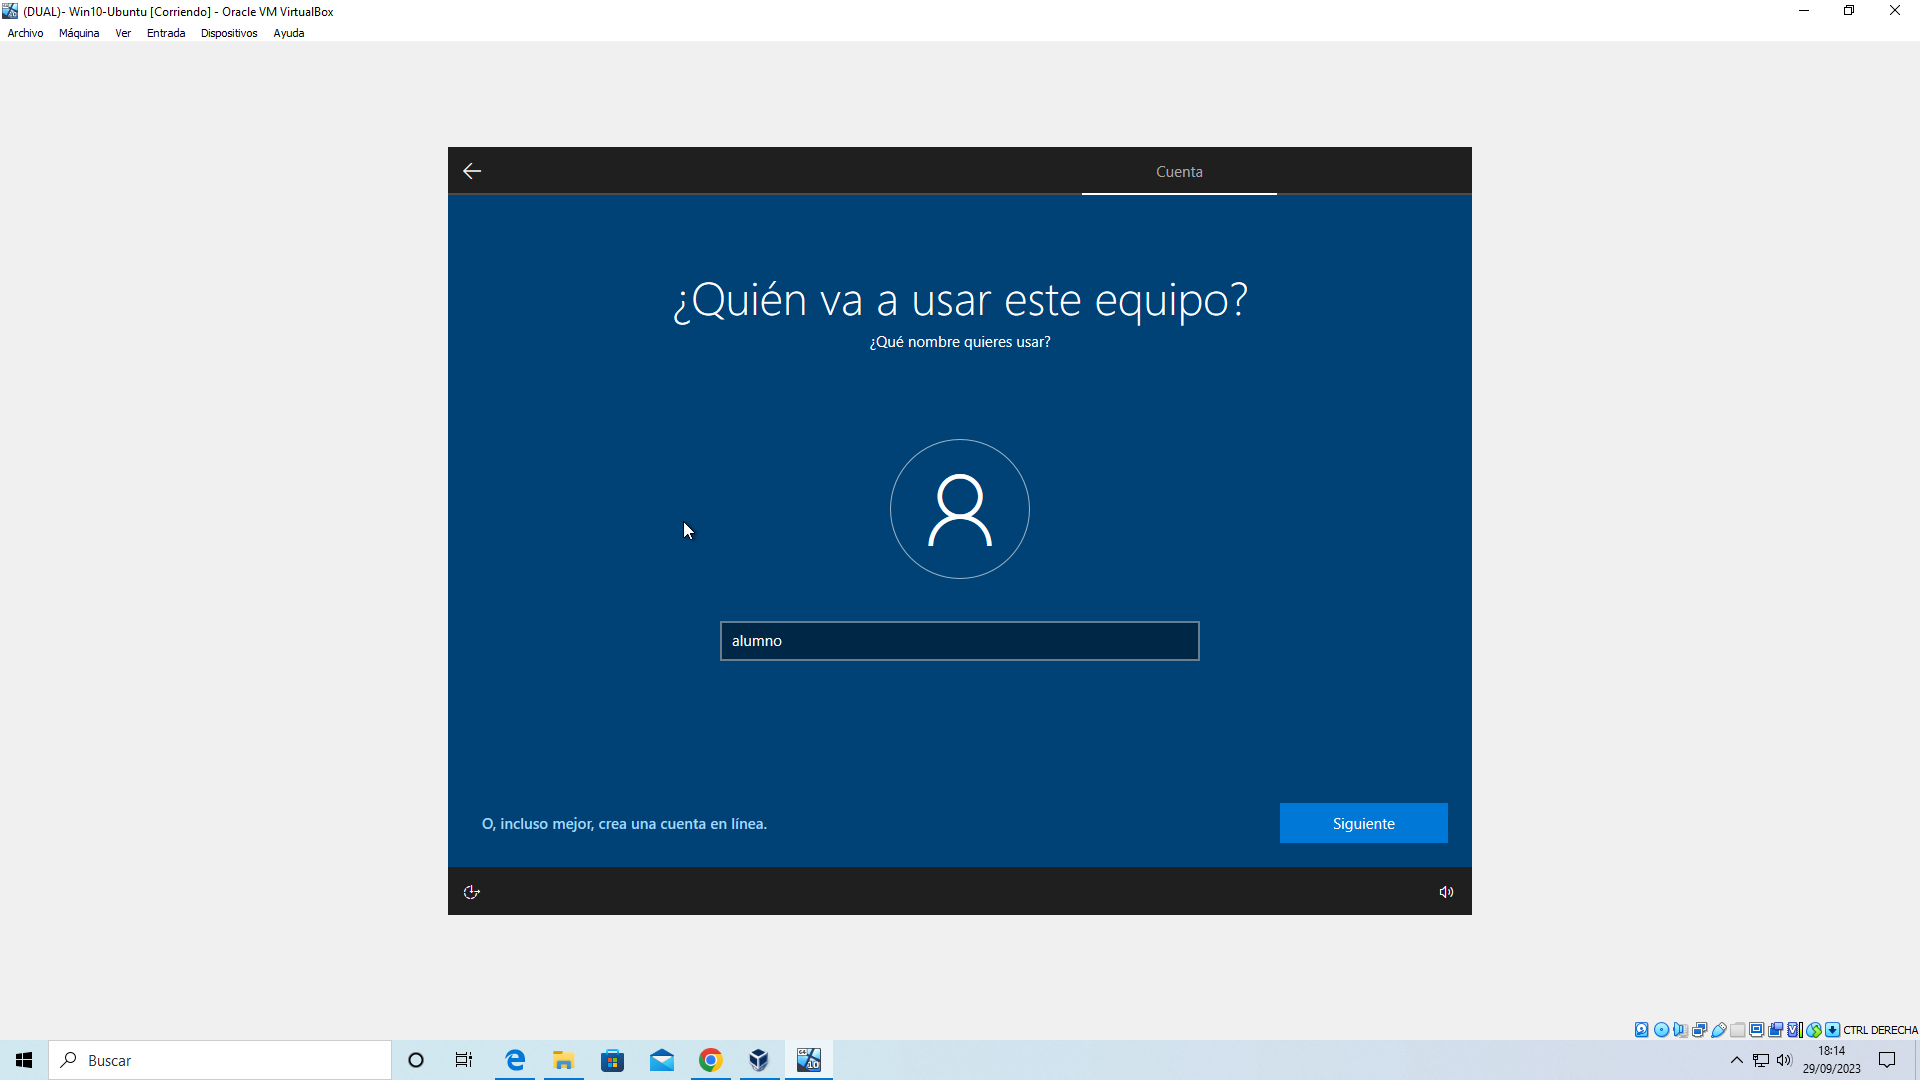 (DUAL)- Win10-Ubuntu [Corriendo] - Oracle VM VirtualBox
Archivo Máquina Ver Entrada Dispositivos Ayuda
Cuenta
¿Quién va a usar este equipo?
¿Qué nombre quieres usar?
alumno
O, incluso mejor, crea una cuenta en línea.
Siguiente
CTRL DERECHA
Buscar
18:14
29/09/2023